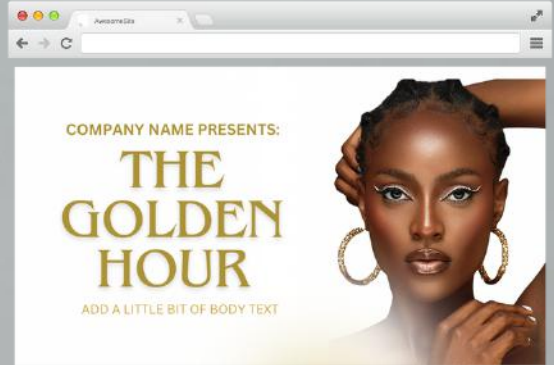 AwesomeSite
COMPANY NAME PRESENTS:
THE
GOLDEN
HOUR
ADD A LITTLE BIT OF BODY TEXT